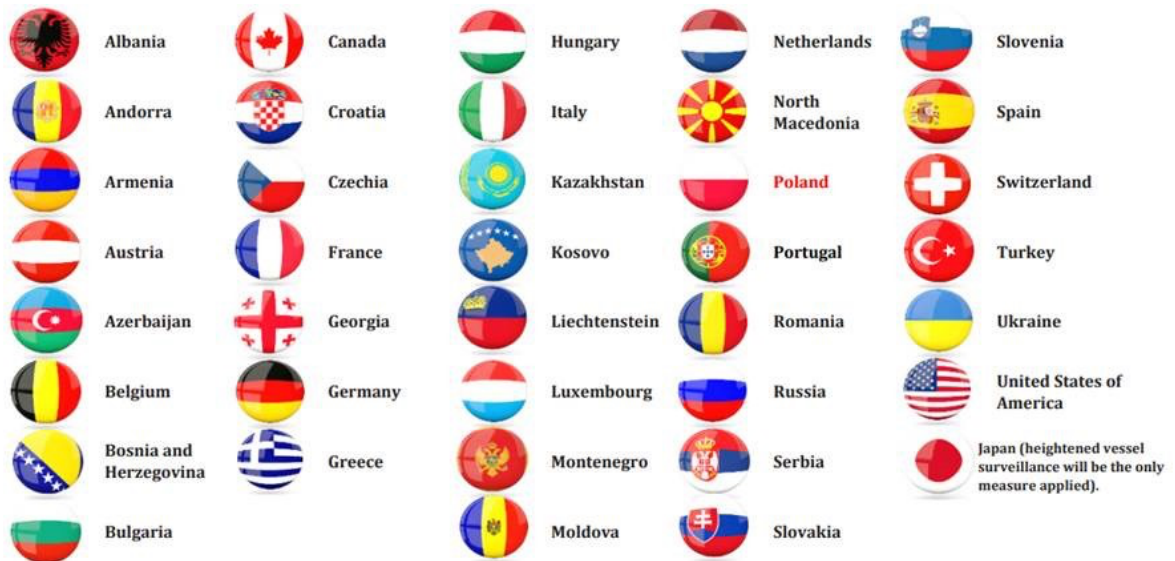 Albania
Andorra
Armenia
Austria
Azerbaijan
Belgium
Bosnia and
Herzegovina
Bulgaria
Canada
Croatia
Czechia
France
Georgia
Germany
Greece
Hungary
Italy
Kazakhstan
Kosovo
Liechtenstein
Luxembourg
Montenegro
Moldova
Netherlands
North
Macedonia
Poland
Portugal
Romania
Russia
Serbia
Slovakia
Slovenia
Spain
Switzerland
Turkey
Ukraine
United States of
America
Japan (heightened vessel
surveillance will be the only
measure applied).